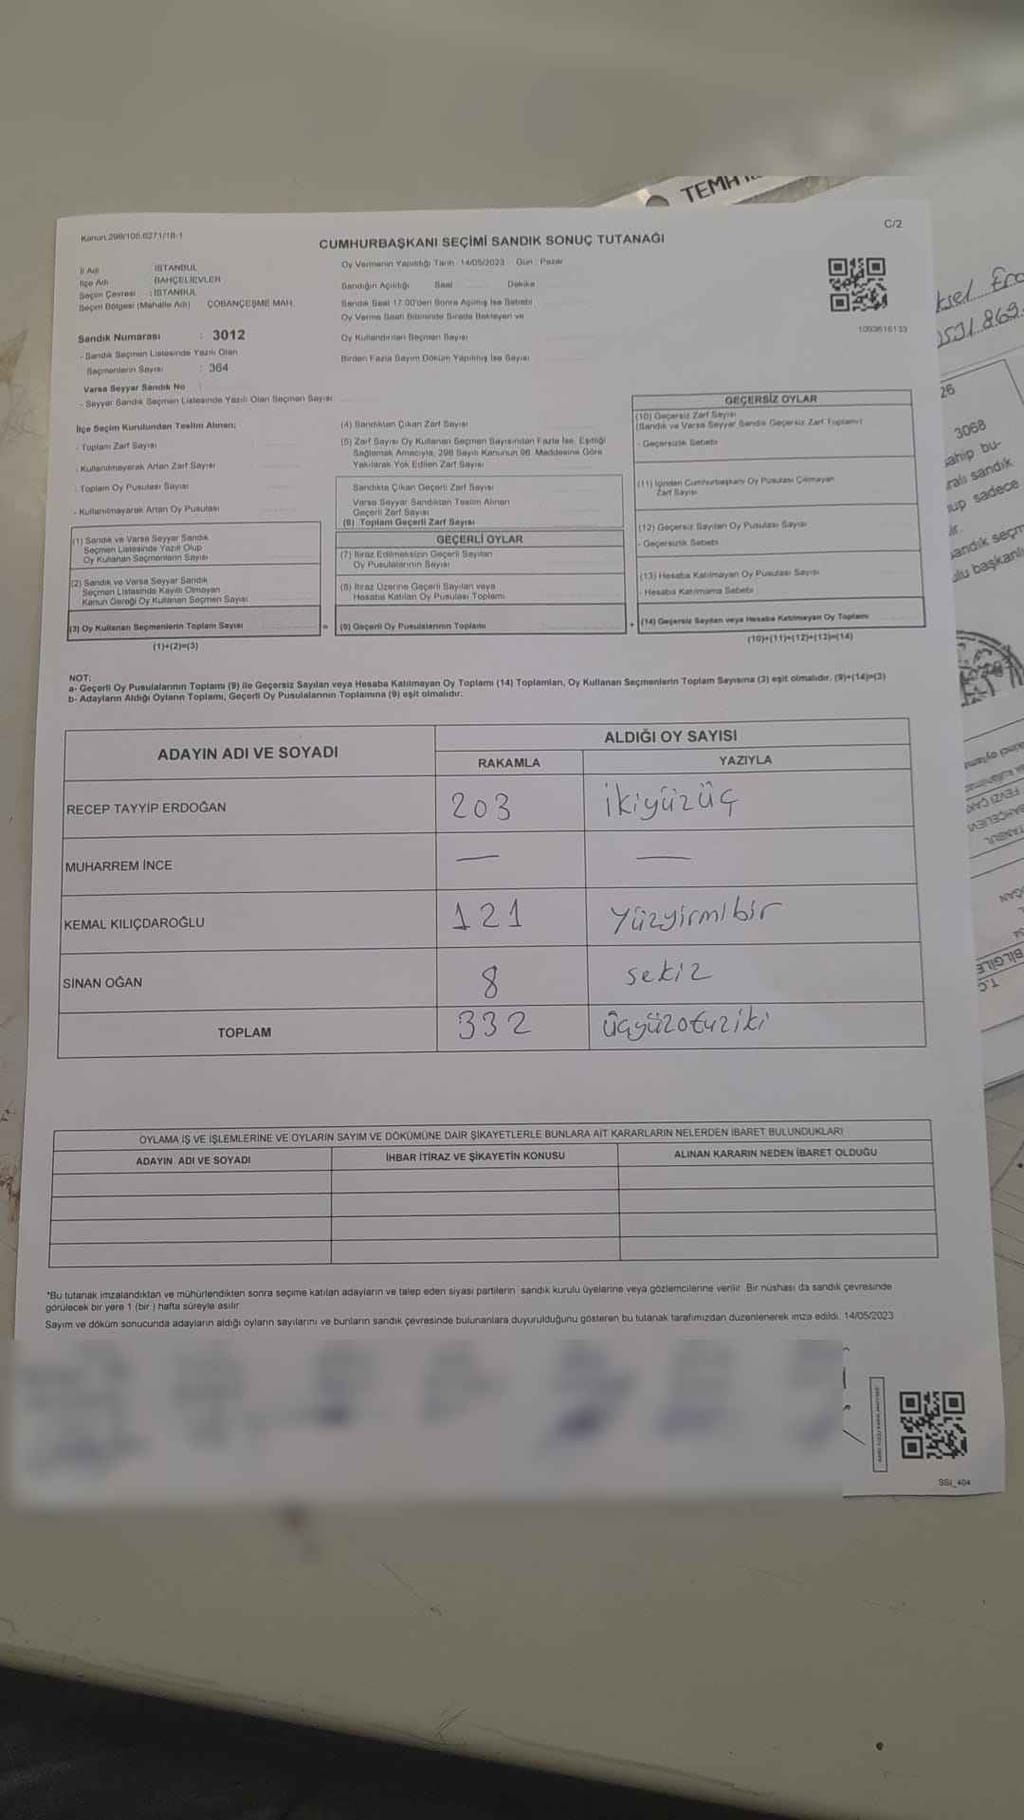 TEMH
C/2
Kanun.298/105.6271/18-1
CUMHURBAŞKANI SEÇİMİ SANDIK SONUÇ TUTANAĞI
İl Adı İSTANBUL
İlçe Adı BAHÇELİEVLER
Seçim Çevresi : İSTANBUL
Seçim Bölgesi (Mahalle Adı) ÇOBANÇEŞME MAH.
Oy Vermenin Yapıldığı Tarih : 14/05/2023 Gün : Pazar
Sandığın Açıldığı Saat Dakika
Sandık Saat 17:00'den Sonra Açılmış İse Sebebi
Oy Verme Saati Bitiminde Sırada Bekleyen ve
Oy Kullandırılan Seçmen Sayısı
Birden Fazla Sayım Döküm Yapılmış İse Sayısı
1093616133
Sandık Numarası : 3012
- Sandık Seçmen Listesinde Yazılı Olan
Seçmenlerin Sayısı : 364
Varsa Seyyar Sandık No :
- Seyyar Sandık Seçmen Listesinde Yazılı Olan Seçmen Sayısı
İlçe Seçim Kurulundan Teslim Alınan;
- Toplam Zarf Sayısı
- Kullanılmayarak Artan Zarf Sayısı
- Toplam Oy Pusulası Sayısı
- Kullanılmayarak Artan Oy Pusulası
(1) Sandık ve Varsa Seyyar Sandık
Seçmen Listesinde Yazılı Olup
Oy Kullanan Seçmenlerin Sayısı
(2) Sandık ve Varsa Seyyar Sandık
Seçmen Listesinde Kayıtlı Olmayan
Kanun Gereği Oy Kullanan Seçmen Sayısı
(3) Oy Kullanan Seçmenlerin Toplam Sayısı
(1)+(2)=(3)
(4) Sandıktan Çıkan Zarf Sayısı
(5) Zarf Sayısı Oy Kullanan Seçmen Sayısından Fazla İse, Eşitliği
Sağlamak Amacıyla, 298 Sayılı Kanunun 98. Maddesine Göre
Yakılarak Yok Edilen Zarf Sayısı
Sandıkta Çıkan Geçerli Zarf Sayısı
Varsa Seyyar Sandıktan Teslim Alınan
Geçerli Zarf Sayısı
(6) Toplam Geçerli Zarf Sayısı
GEÇERLİ OYLAR
(7) İtiraz Edilmeksizin Geçerli Sayılan
Oy Pusulalarının Sayısı
(8) İtiraz Üzerine Geçerli Sayılan veya
Hesaba Katılan Oy Pusulası Toplamı
= (9) Geçerli Oy Pusulalarının Toplamı
GEÇERSİZ OYLAR
(10) Geçersiz Zarf Sayısı
(Sandık ve Varsa Seyyar Sandık Geçersiz Zarf Toplamı)
- Geçersizlik Sebebi
(11) İçinden Cumhurbaşkanı Oy Pusulası Çıkmayan
Zarf Sayısı
(12) Geçersiz Sayılan Oy Pusulası Sayısı
- Geçersizlik Sebebi
(13) Hesaba Katılmayan Oy Pusulası Sayısı
- Hesaba Katılmama Sebebi
+ (14) Geçersiz Sayılan veya Hesaba Katılmayan Oy Toplamı
(10)+(11)+(12)+(13)=(14)
NOT:
a- Geçerli Oy Pusulalarının Toplamı (9) ile Geçersiz Sayılan veya Hesaba Katılmayan Oy Toplamı (14) Toplamları, Oy Kullanan Seçmenlerin Toplam Sayısına (3) eşit olmalıdır. (9)+(14)=(3)
b- Adayların Aldığı Oyların Toplamı, Geçerli Oy Pusulalarının Toplamına (9) eşit olmalıdır.
ADAYIN ADI VE SOYADI ALDIĞI OY SAYISI
RAKAMLA YAZIYLA
RECEP TAYYİP ERDOĞAN 203 ikiyüzüç
MUHARREM İNCE — —
KEMAL KILIÇDAROĞLU 121 Yüzyirmibir
SİNAN OĞAN 8 sekiz
TOPLAM 332 üçyüzotuziki
OYLAMA İŞ VE İŞLEMLERİNE VE OYLARIN SAYIM VE DÖKÜMÜNE DAİR ŞİKAYETLERLE BUNLARA AİT KARARLARIN NELERDEN İBARET BULUNDUKLARI
ADAYIN ADI VE SOYADI İHBAR İTİRAZ VE ŞİKAYETİN KONUSU ALINAN KARARIN NEDEN İBARET OLDUĞU
*Bu tutanak imzalandıktan ve mühürlendikten sonra seçime katılan adayların ve talep eden siyasi partilerin sandık kurulu üyelerine veya gözlemcilerine verilir. Bir nüshası da sandık çevresinde
görülecek bir yere 1 (bir ) hafta süreyle asılır.
Sayım ve döküm sonucunda adayların aldığı oyların sayılarını ve bunların sandık çevresinde bulunanlara duyurulduğunu gösteren bu tutanak tarafımızdan düzenlenerek imza edildi. 14/05/2023
SSI_404
26
3068
sahip bu-
sandık
sadece
sandık seçm